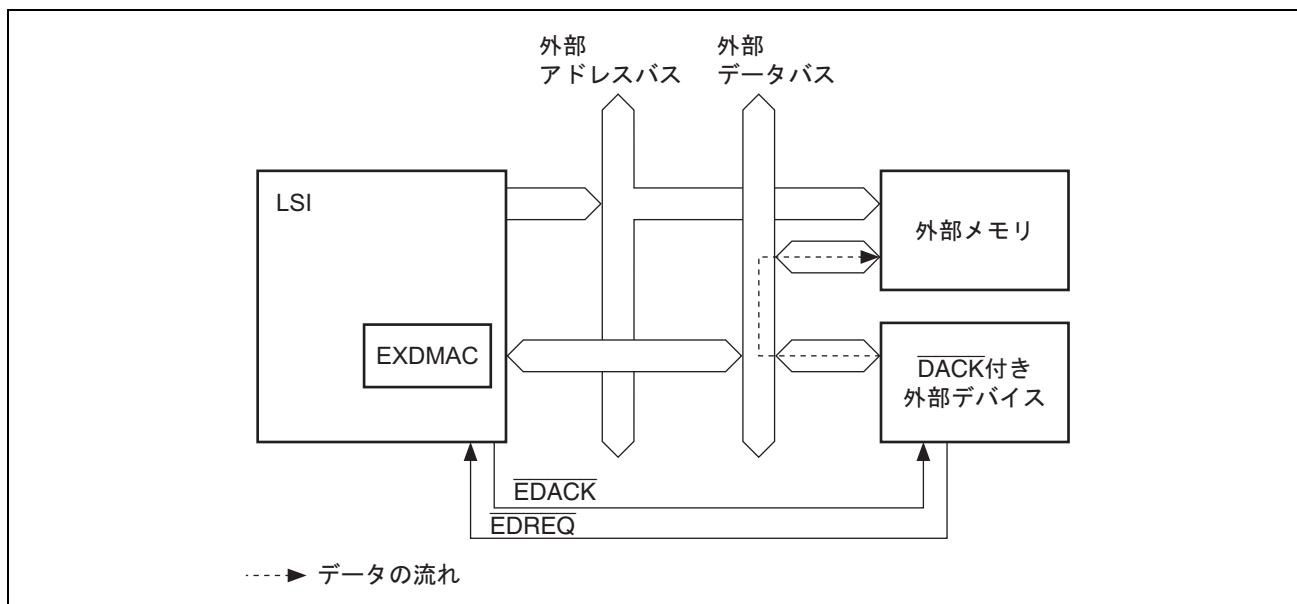 外部
アドレスバス
外部
データバス
LSI
外部メモリ
EXDMAC
DACK付き
外部デバイス
EDACK
EDREQ
データの流れ